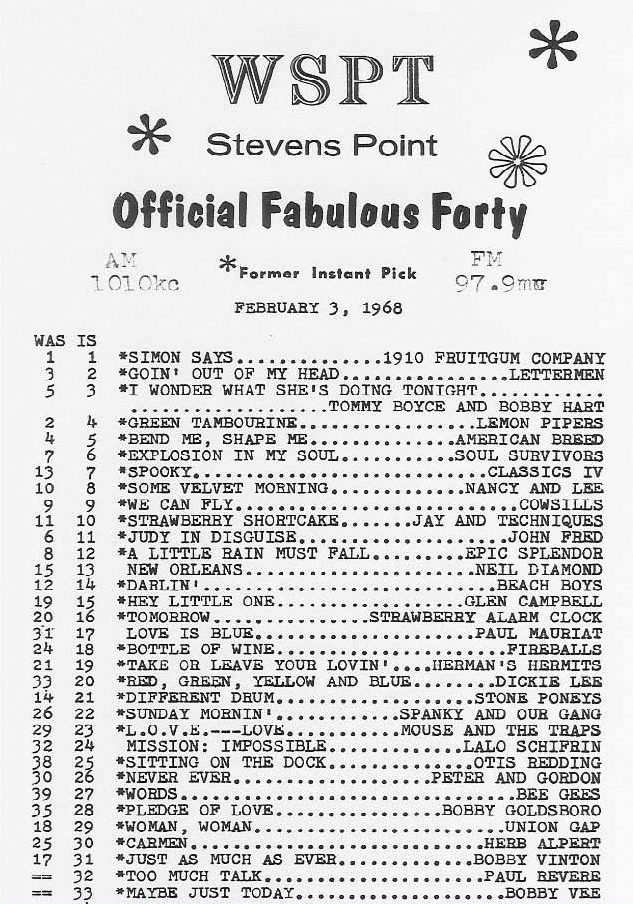 WSPT
Stevens Point
Official Fabulous Forty
AM
1010kc
*Former Instant Pick
FM
97.9mw
FEBRUARY 3, 1968
WAS IS
1 1 *SIMON SAYS..............1910 FRUITGUM COMPANY
3 2 *GOIN' OUT OF MY HEAD................LETTERMEN
5 3 *I WONDER WHAT SHE'S DOING TONIGHT............
...................TOMMY BOYCE AND BOBBY HART
2 4 *GREEN TAMBOURINE.................LEMON PIPERS
4 5 *BEND ME, SHAPE ME..............AMERICAN BREED
7 6 *EXPLOSION IN MY SOUL...........SOUL SURVIVORS
13 7 *SPOOKY.............................CLASSICS IV
10 8 *SOME VELVET MORNING.............NANCY AND LEE
9 9 *WE CAN FLY...........................COWSILLS
11 10 *STRAWBERRY SHORTCAKE.......JAY AND TECHNIQUES
6 11 *JUDY IN DISGUISE....................JOHN FRED
8 12 *A LITTLE RAIN MUST FALL.........EPIC SPLENDOR
15 13 NEW ORLEANS......................NEIL DIAMOND
12 14 *DARLIN'............................BEACH BOYS
19 15 *HEY LITTLE ONE..................GLEN CAMPBELL
20 16 *TOMORROW................STRAWBERRY ALARM CLOCK
31 17 LOVE IS BLUE.....................PAUL MAURIAT
24 18 *BOTTLE OF WINE......................FIREBALLS
21 19 *TAKE OR LEAVE YOUR LOVIN'....HERMAN'S HERMITS
33 20 *RED, GREEN, YELLOW AND BLUE........DICKIE LEE
14 21 *DIFFERENT DRUM...................STONE PONEYS
26 22 *SUNDAY MORNIN'...........SPANKY AND OUR GANG
29 23 *L.O.V.E.---LOVE..........MOUSE AND THE TRAPS
32 24 MISSION: IMPOSSIBLE............LALO SCHIFRIN
38 25 *SITTING ON THE DOCK.............OTIS REDDING
30 26 *NEVER EVER...................PETER AND GORDON
39 27 *WORDS................................BEE GEES
35 28 *PLEDGE OF LOVE...............BOBBY GOLDSBORO
18 29 *WOMAN, WOMAN........................UNION GAP
25 30 *CARMEN............................HERB ALPERT
17 31 *JUST AS MUCH AS EVER............BOBBY VINTON
== 32 *TOO MUCH TALK.....................PAUL REVERE
== 33 *MAYBE JUST TODAY....................BOBBY VEE